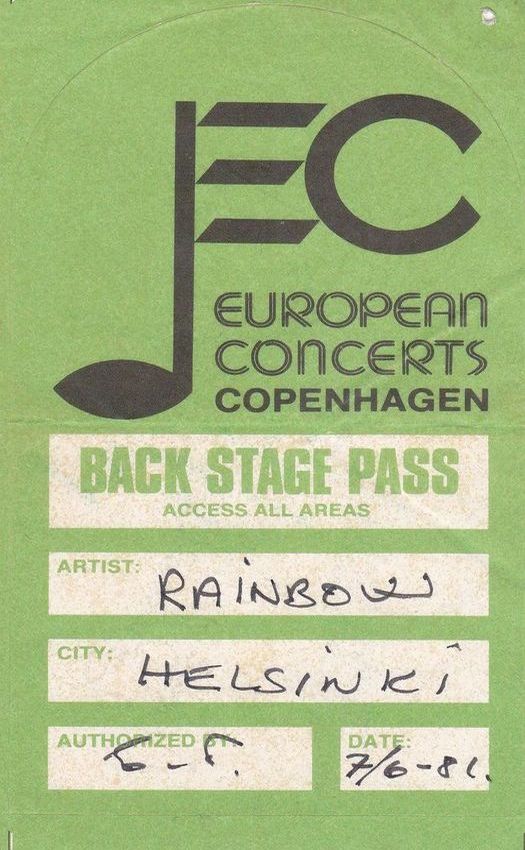 EC
EUROPEAN
CONCERTS
COPENHAGEN
BACK STAGE PASS
ACCESS ALL AREAS
ARTIST: RAINBOW
CITY: HELSINKI
AUTHORIZED BY:
DATE: 7/6-81.